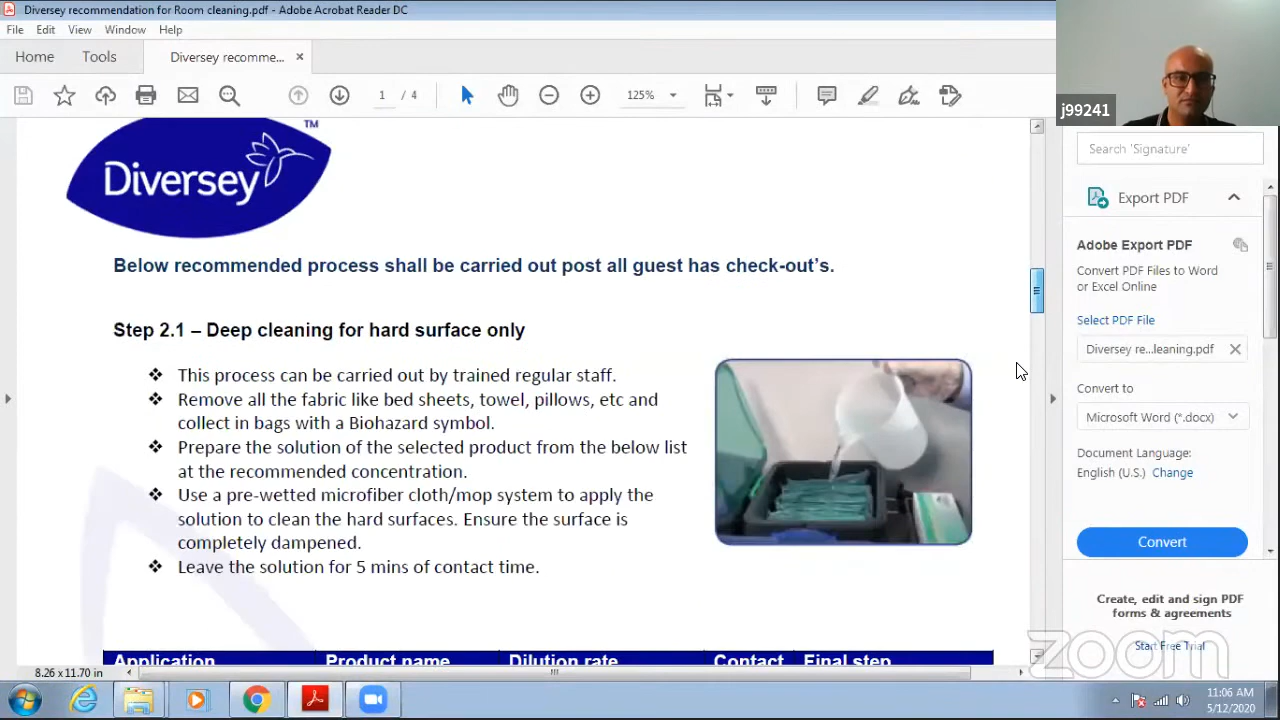 Diversey recommendation for Room cleaning.pdf - Adobe Acrobat Reader DC
File Edit View Window Help
Home Tools Diversey recomme... ×
1 / 4 125%
j99241
Search 'Signature'
Export PDF
Adobe Export PDF
Convert PDF Files to Word
or Excel Online
Select PDF File
Diversey re...leaning.pdf
Convert to
Microsoft Word (*.docx)
Document Language:
English (U.S.) Change
Convert
Create, edit and sign PDF
forms & agreements
Start Free Trial
zoom
TM
Diversey
Below recommended process shall be carried out post all guest has check-out's.
Step 2.1 – Deep cleaning for hard surface only
❖ This process can be carried out by trained regular staff.
❖ Remove all the fabric like bed sheets, towel, pillows, etc and
collect in bags with a Biohazard symbol.
❖ Prepare the solution of the selected product from the below list
at the recommended concentration.
❖ Use a pre-wetted microfiber cloth/mop system to apply the
solution to clean the hard surfaces. Ensure the surface is
completely dampened.
❖ Leave the solution for 5 mins of contact time.
Application Product name Dilution rate Contact Final step
8.26 x 11.70 in
11:06 AM
5/12/2020